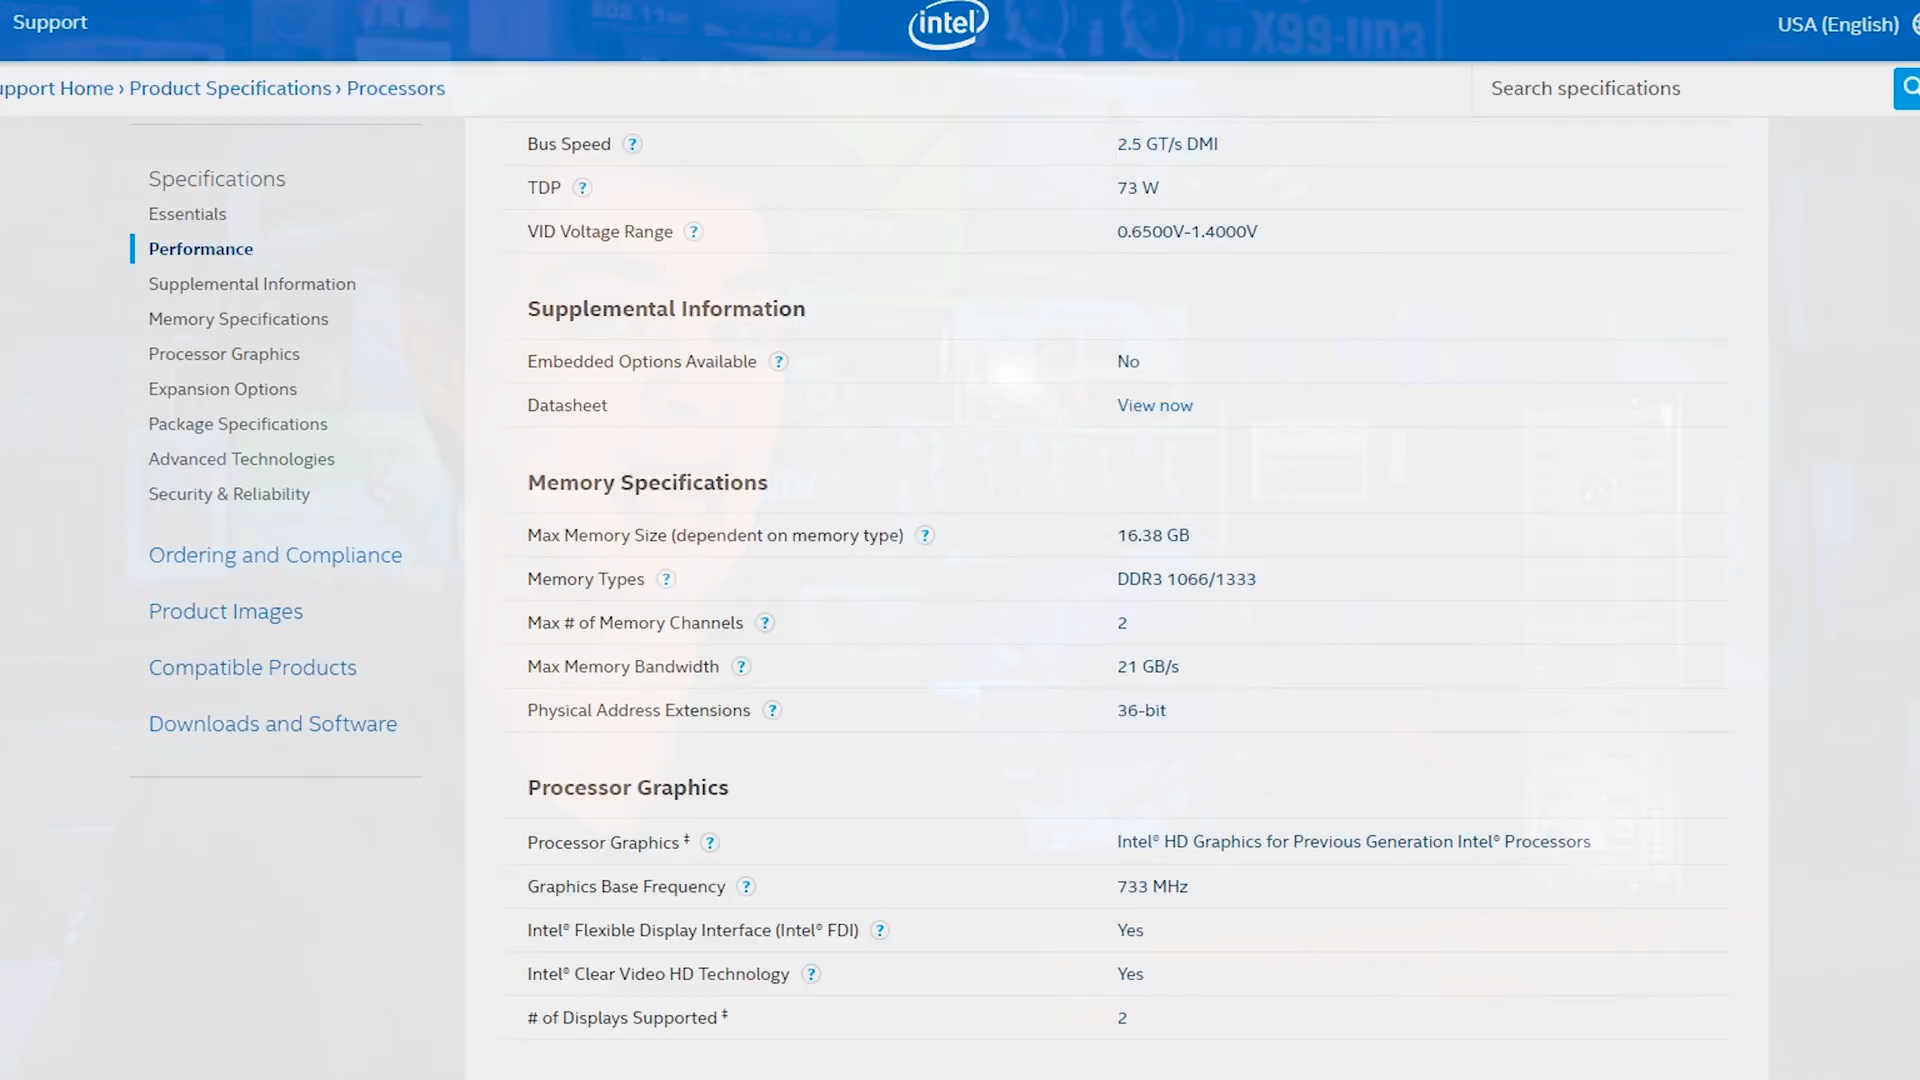 Support
intel
USA (English)
X99-UD3
upport Home › Product Specifications › Processors
Search specifications
Specifications
Essentials
Performance
Supplemental Information
Memory Specifications
Processor Graphics
Expansion Options
Package Specifications
Advanced Technologies
Security & Reliability
Ordering and Compliance
Product Images
Compatible Products
Downloads and Software
Bus Speed ? 2.5 GT/s DMI
TDP ? 73 W
VID Voltage Range ? 0.6500V-1.4000V
Supplemental Information
Embedded Options Available ? No
Datasheet View now
Memory Specifications
Max Memory Size (dependent on memory type) ? 16.38 GB
Memory Types ? DDR3 1066/1333
Max # of Memory Channels ? 2
Max Memory Bandwidth ? 21 GB/s
Physical Address Extensions ? 36-bit
Processor Graphics
Processor Graphics ‡ ? Intel® HD Graphics for Previous Generation Intel® Processors
Graphics Base Frequency ? 733 MHz
Intel® Flexible Display Interface (Intel® FDI) ? Yes
Intel® Clear Video HD Technology ? Yes
# of Displays Supported ‡ 2